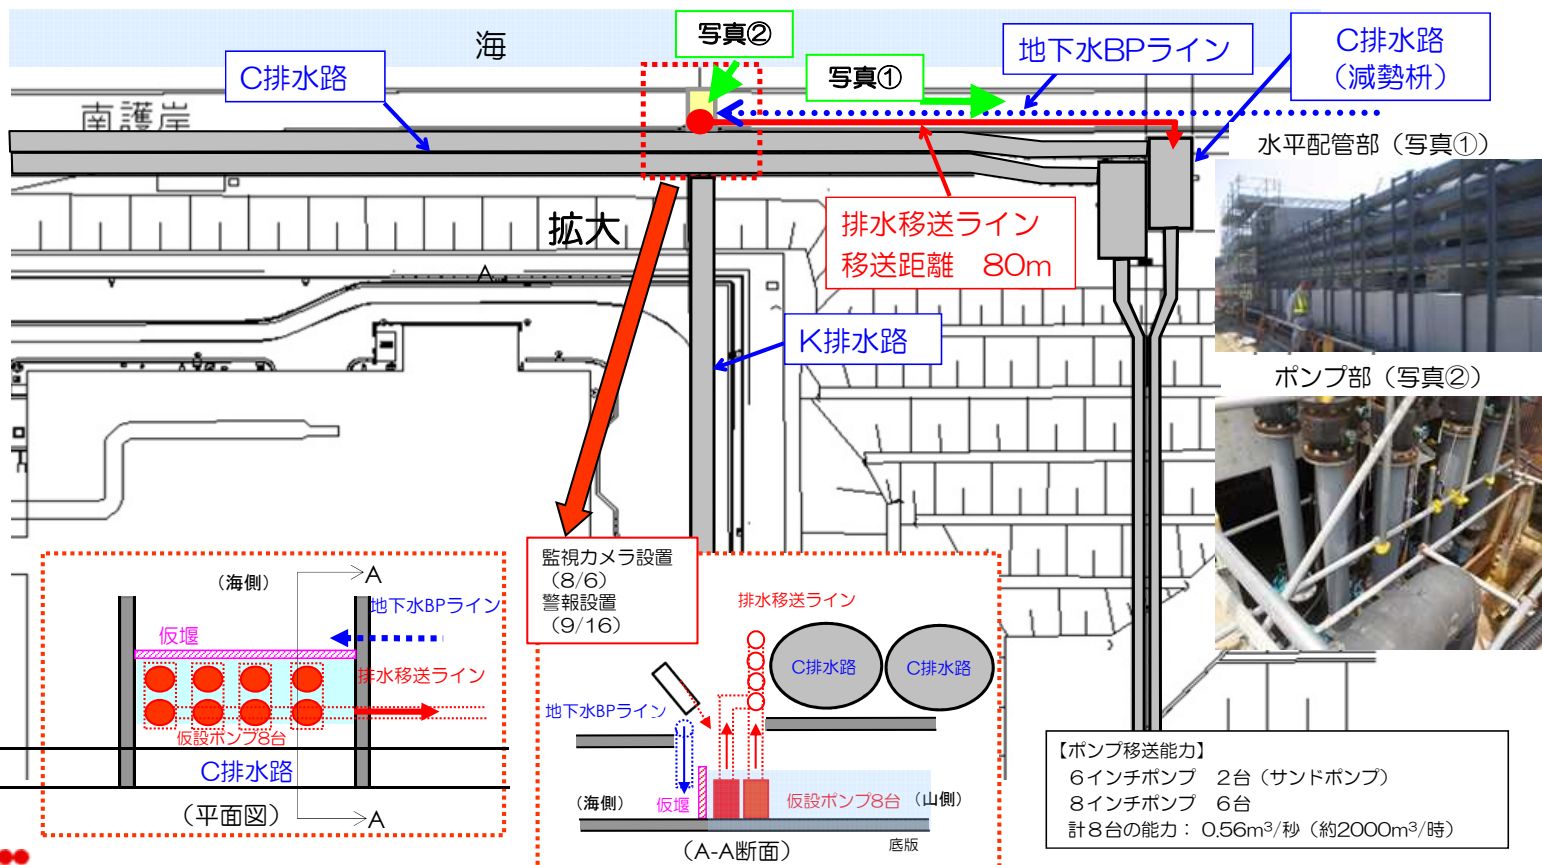 海
写真②
C排水路
写真①
地下水BPライン
C排水路
（減勢枡）
南護岸
水平配管部（写真①）
拡大
排水移送ライン
移送距離　80m
A
K排水路
ポンプ部（写真②）
監視カメラ設置
（8/6）
警報設置
（9/16）
（海側）
A
地下水BPライン
仮堰
排水移送ライン
仮設ポンプ8台
C排水路
（平面図）
A
排水移送ライン
C排水路
C排水路
地下水BPライン
（海側）
仮堰
仮設ポンプ8台
（山側）
底版
（A-A断面）
【ポンプ移送能力】
６インチポンプ　２台（サンドポンプ）
８インチポンプ　６台
計８台の能力：0.56m³/秒（約2000m³/時）